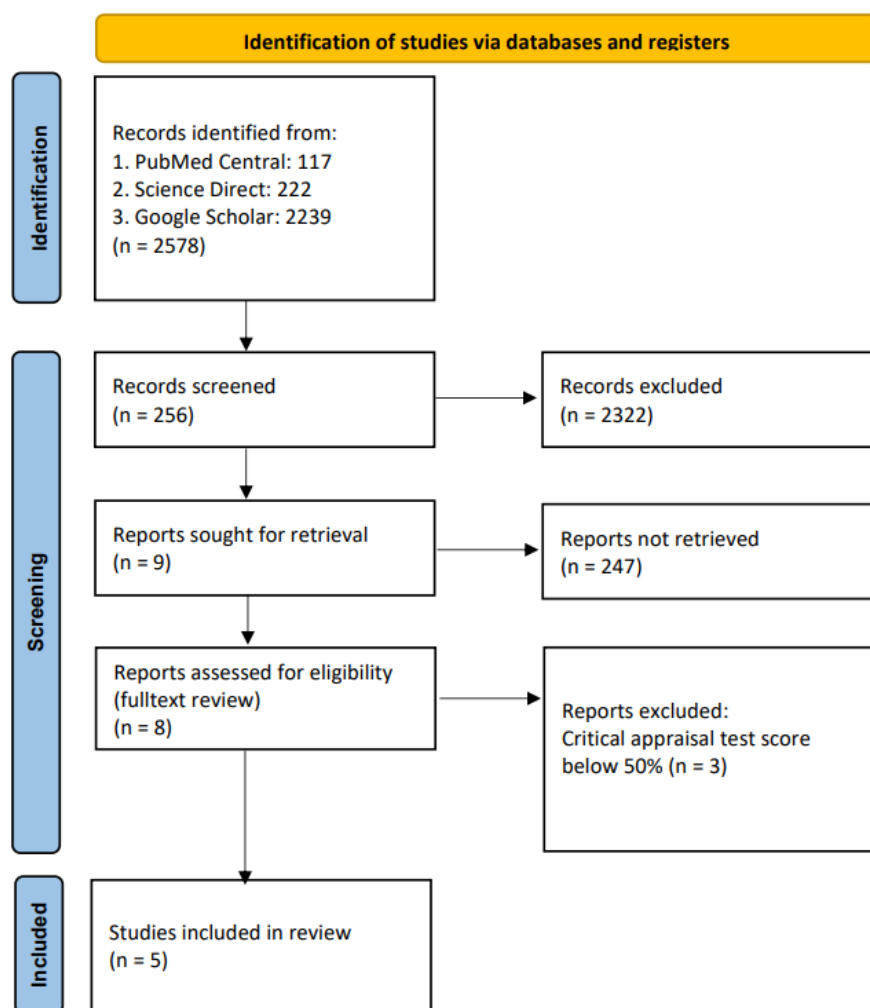 Identification of studies via databases and registers
Identification
Records identified from:
1. PubMed Central: 117
2. Science Direct: 222
3. Google Scholar: 2239
(n = 2578)
Screening
Records screened
(n = 256)
Records excluded
(n = 2322)
Reports sought for retrieval
(n = 9)
Reports not retrieved
(n = 247)
Reports assessed for eligibility
(fulltext review)
(n = 8)
Reports excluded:
Critical appraisal test score
below 50% (n = 3)
Included
Studies included in review
(n = 5)